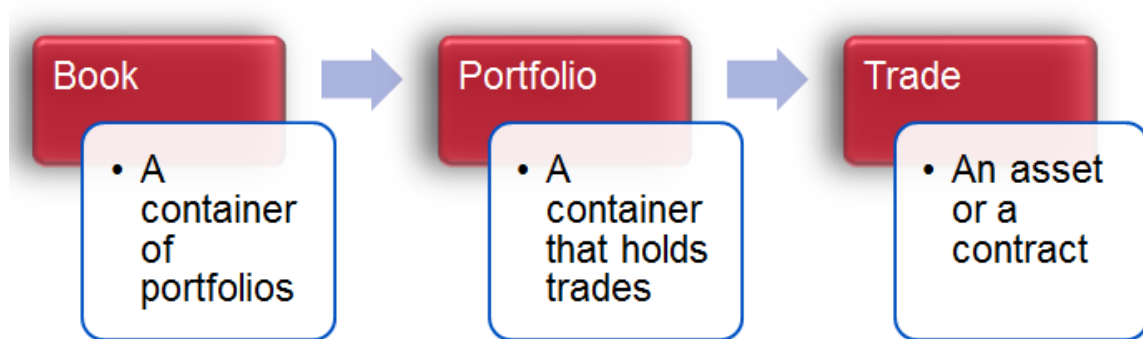 Book
• A
container
of
portfolios
Portfolio
• A
container
that holds
trades
Trade
• An asset
or a
contract